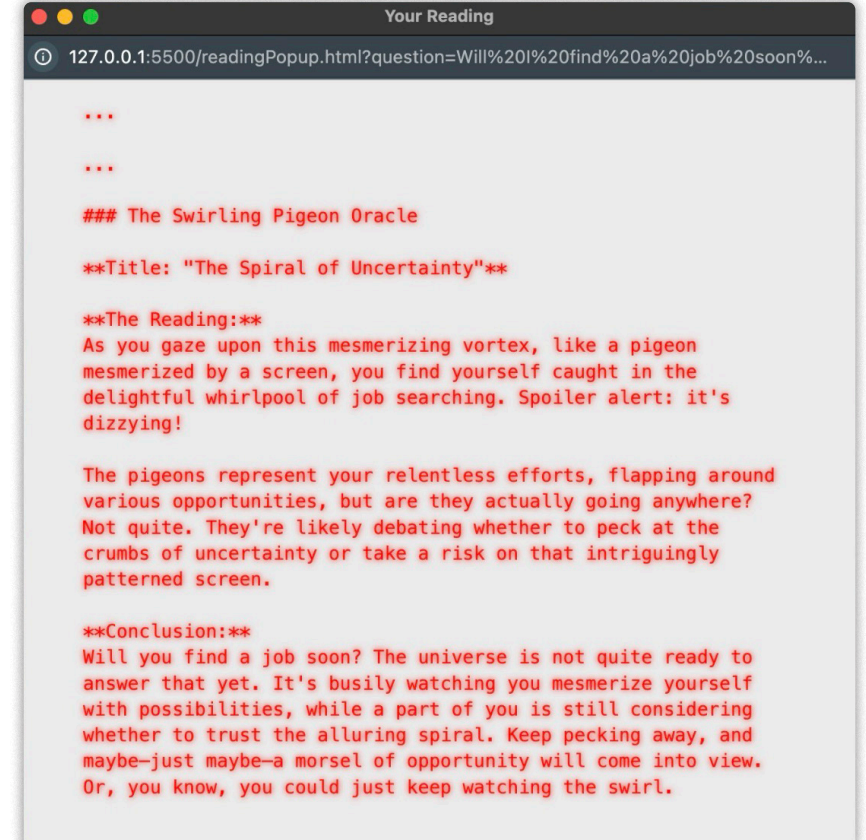 Your Reading
127.0.0.1:5500/readingPopup.html?question=Will%20I%20find%20a%20job%20soon%...
...
...
### The Swirling Pigeon Oracle
**Title: "The Spiral of Uncertainty"**
**The Reading:**
As you gaze upon this mesmerizing vortex, like a pigeon
mesmerized by a screen, you find yourself caught in the
delightful whirlpool of job searching. Spoiler alert: it's
dizzying!
The pigeons represent your relentless efforts, flapping around
various opportunities, but are they actually going anywhere?
Not quite. They're likely debating whether to peck at the
crumbs of uncertainty or take a risk on that intriguingly
patterned screen.
**Conclusion:**
Will you find a job soon? The universe is not quite ready to
answer that yet. It's busily watching you mesmerize yourself
with possibilities, while a part of you is still considering
whether to trust the alluring spiral. Keep pecking away, and
maybe—just maybe—a morsel of opportunity will come into view.
Or, you know, you could just keep watching the swirl.